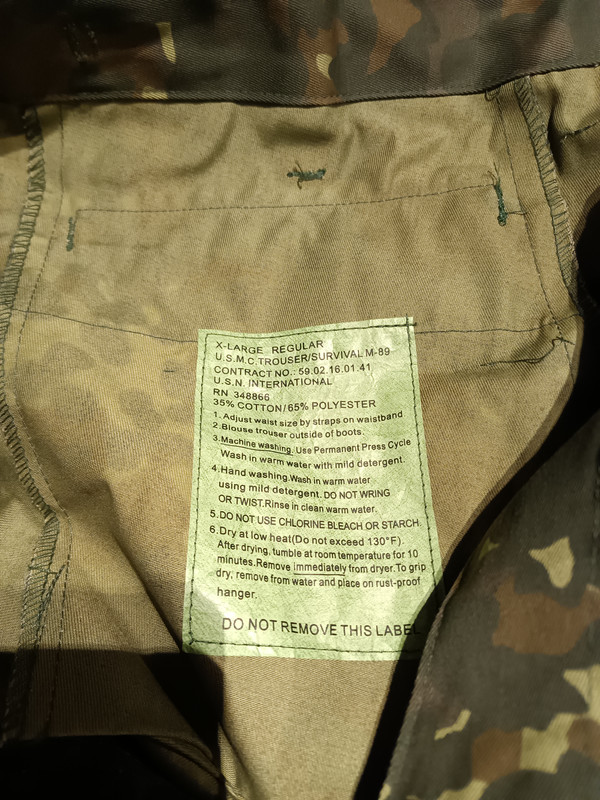 X-LARGE REGULAR
U.S.M.C.TROUSER/SURVIVAL M-89
CONTRACT NO.: 59.02.16.01.41
U.S.N. INTERNATIONAL
RN 348866
35% COTTON/65% POLYESTER
1. Adjust waist size by straps on waistband
2.Blouse trouser outside of boots.
3.Machine washing. Use Permanent Press Cycle
Wash in warm water with mild detergent.
4.Hand washing.Wash in warm water
using mild detergent. DO NOT WRING
OR TWIST.Rinse in clean warm water.
5.DO NOT USE CHLORINE BLEACH OR STARCH
6.Dry at low heat(Do not exceed 130°F).
After drying, tumble at room temperature for 10
minutes.Remove immediately from dryer.To grip
dry, remove from water and place on rust-proof
hanger.
DO NOT REMOVE THIS LABEL